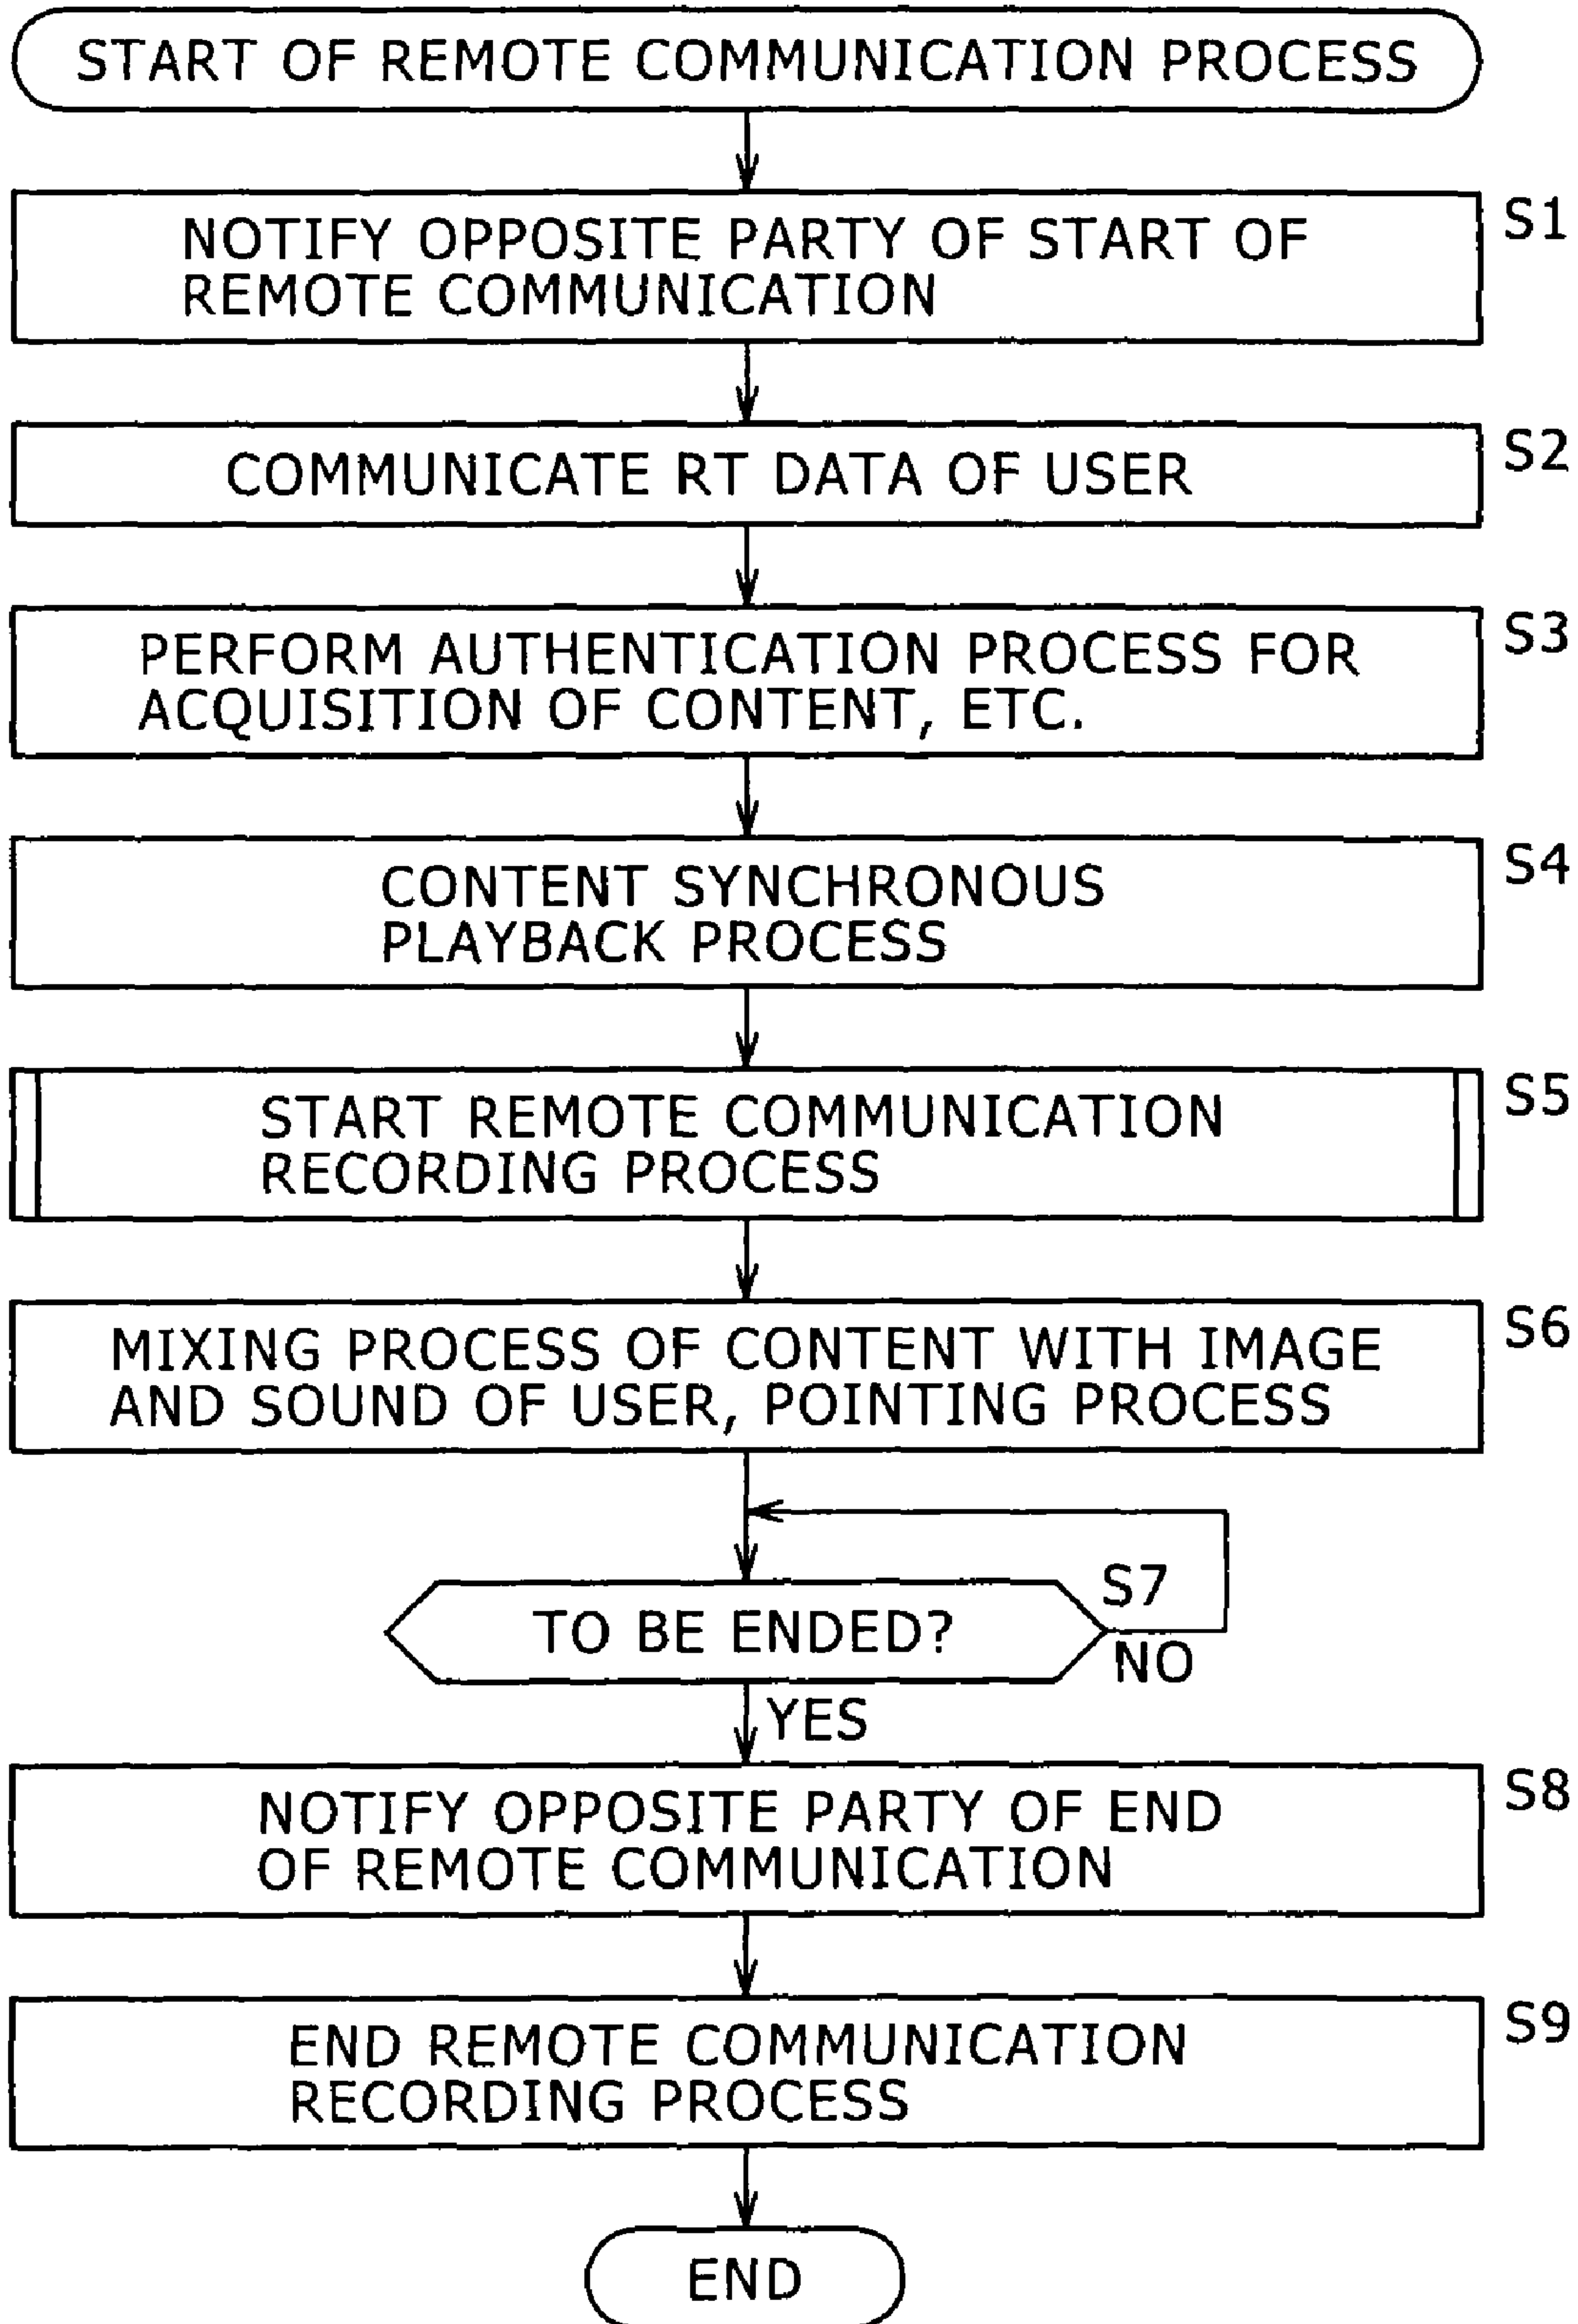 START OF REMOTE COMMUNICATION PROCESS
S1
NOTIFY OPPOSITE PARTY OF START OF
REMOTE COMMUNICATION
S2
COMMUNICATE RT DATA OF USER
S3
PERFORM AUTHENTICATION PROCESS FOR
ACQUISITION OF CONTENT, ETC.
S4
CONTENT SYNCHRONOUS
PLAYBACK PROCESS
S5
START REMOTE COMMUNICATION
RECORDING PROCESS
S6
MIXING PROCESS OF CONTENT WITH IMAGE
AND SOUND OF USER, POINTING PROCESS
S7
TO BE ENDED?
NO
YES
S8
NOTIFY OPPOSITE PARTY OF END
OF REMOTE COMMUNICATION
S9
END REMOTE COMMUNICATION
RECORDING PROCESS
END